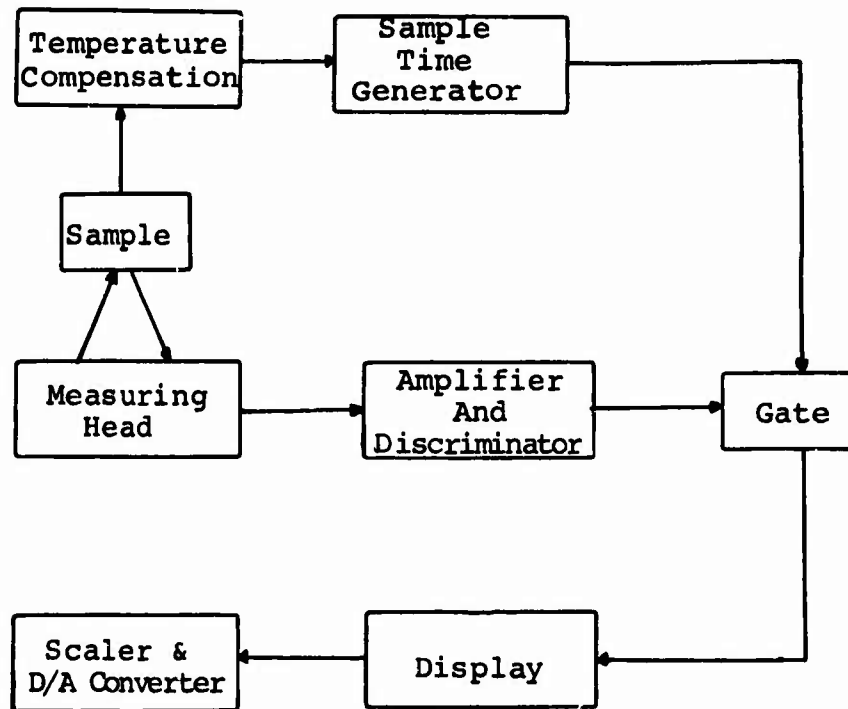 Temperature
Compensation
Sample
Time
Generator
Sample
Measuring
Head
Amplifier
And
Discriminator
Gate
Scaler &
D/A Converter
Display